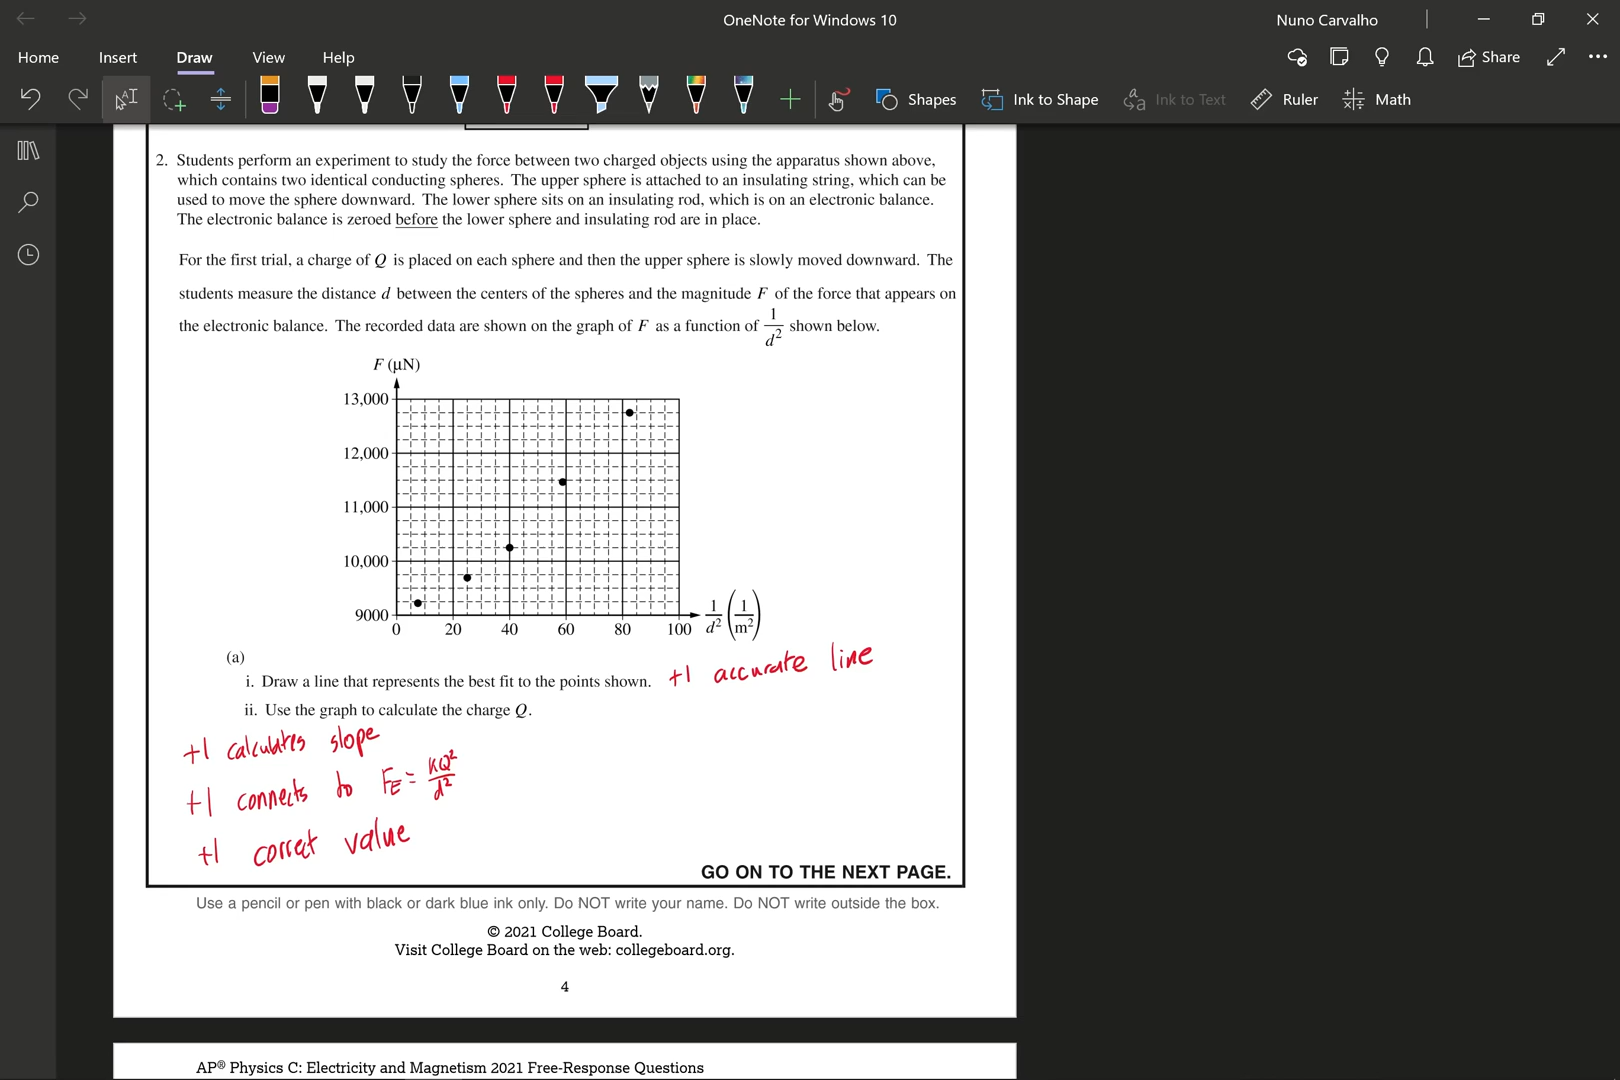 OneNote for Windows 10
Nuno Carvalho
Home Insert Draw View Help
Share
Shapes Ink to Shape Ink to Text Ruler Math
2. Students perform an experiment to study the force between two charged objects using the apparatus shown above,
which contains two identical conducting spheres. The upper sphere is attached to an insulating string, which can be
used to move the sphere downward. The lower sphere sits on an insulating rod, which is on an electronic balance.
The electronic balance is zeroed before the lower sphere and insulating rod are in place.
For the first trial, a charge of Q is placed on each sphere and then the upper sphere is slowly moved downward. The
students measure the distance d between the centers of the spheres and the magnitude F of the force that appears on
the electronic balance. The recorded data are shown on the graph of F as a function of 1/d² shown below.
F (μN)
13,000
12,000
11,000
10,000
9000
0 20 40 60 80 100
1/d² (1/m²)
(a)
i. Draw a line that represents the best fit to the points shown. +1 accurate line
ii. Use the graph to calculate the charge Q.
+1 calculates slope
+1 connects to F_E = KQ²/d²
+1 correct value
GO ON TO THE NEXT PAGE.
Use a pencil or pen with black or dark blue ink only. Do NOT write your name. Do NOT write outside the box.
© 2021 College Board.
Visit College Board on the web: collegeboard.org.
4
AP® Physics C: Electricity and Magnetism 2021 Free-Response Questions